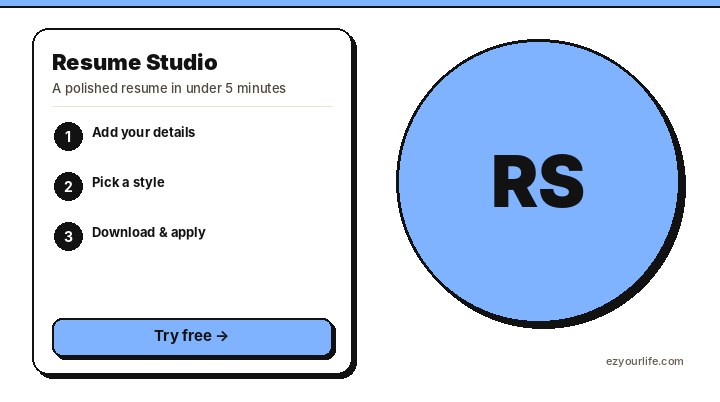 Resume Studio
A polished resume in under 5 minutes
1 Add your details
2 Pick a style
3 Download & apply
Try free →
RS
ezyourlife.com